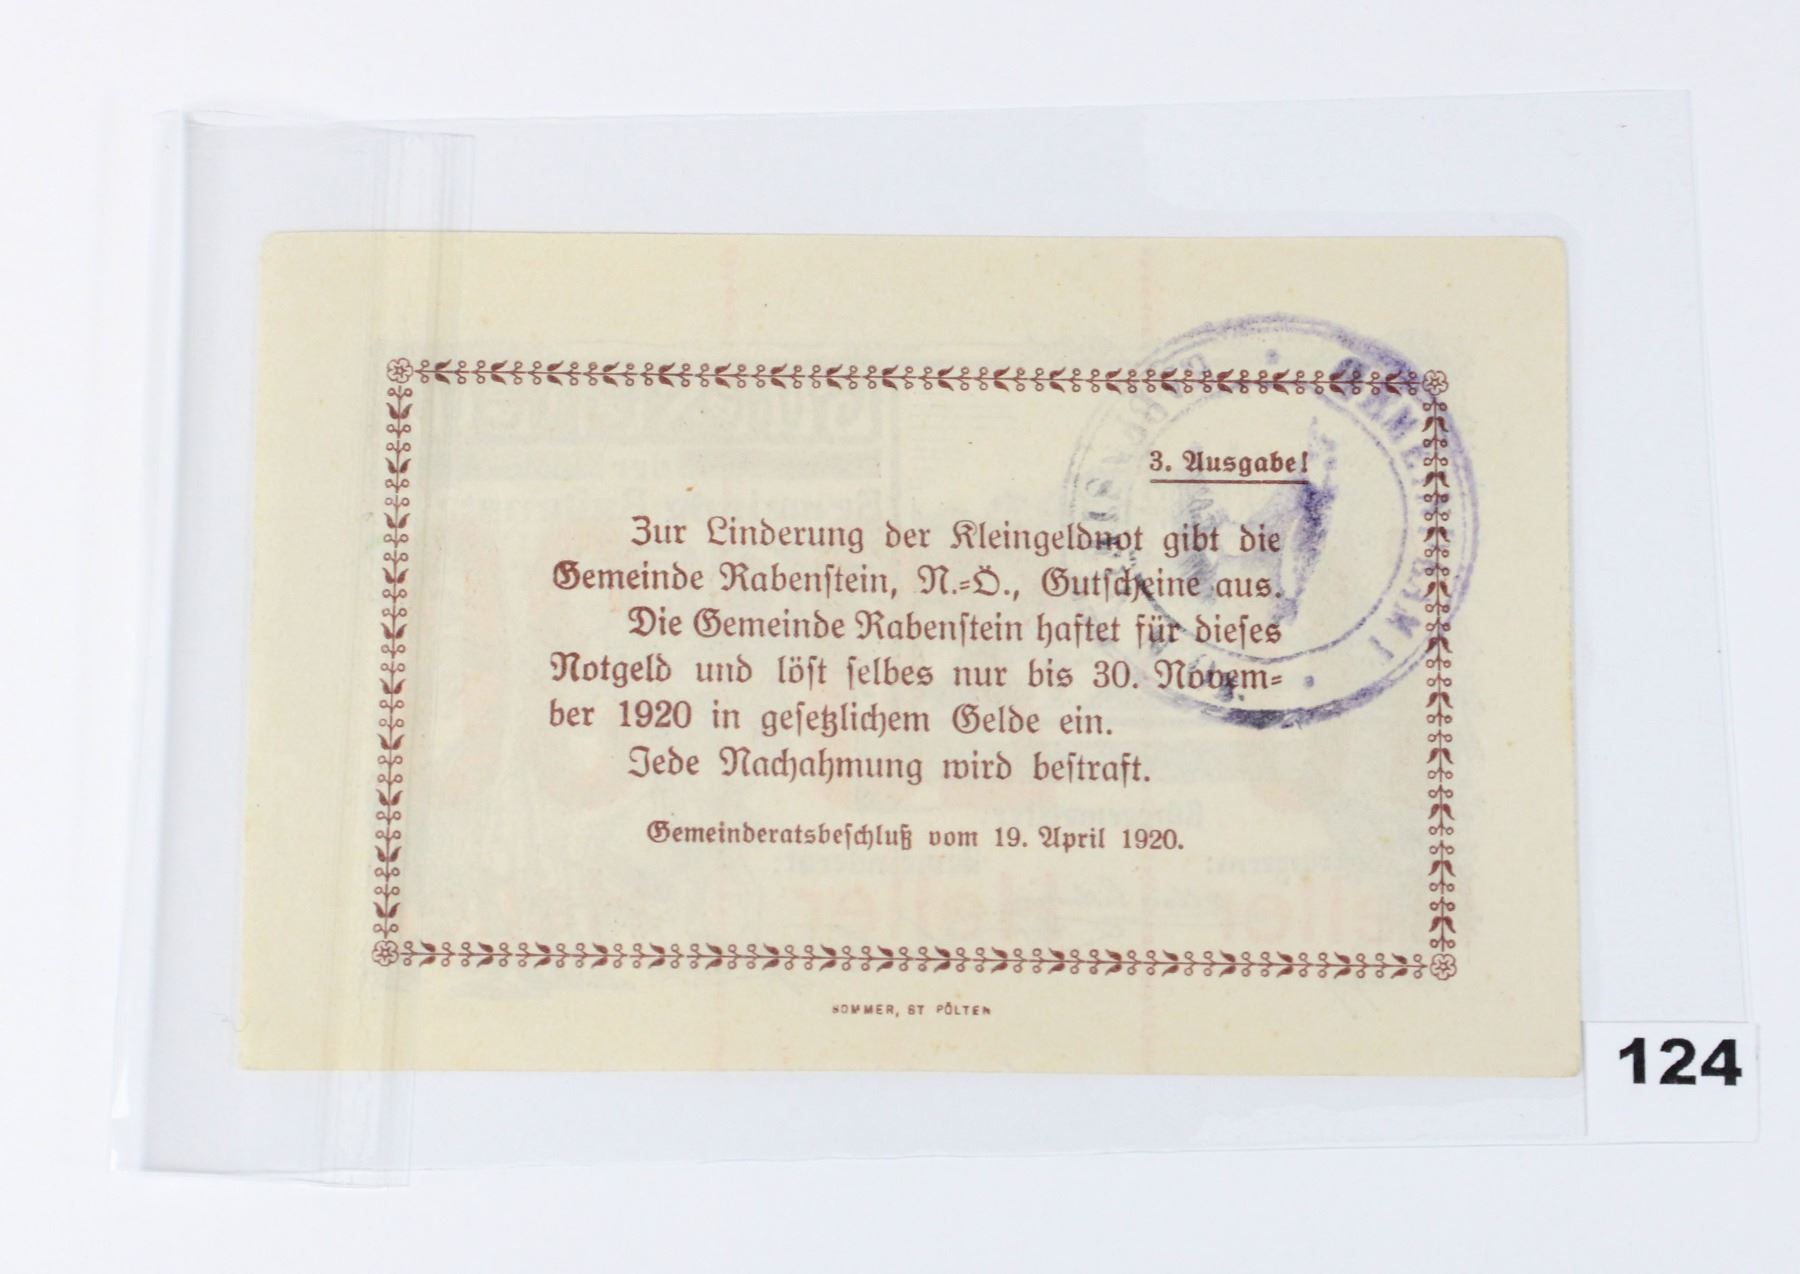 3. Ausgabe!
Zur Linderung der Kleingeldnot gibt die
Gemeinde Rabenstein, N.=Ö., Gutscheine aus.
Die Gemeinde Rabenstein haftet für dieses
Notgeld und löst selbes nur bis 30. Novem=
ber 1920 in gesetzlichem Gelde ein.
Jede Nachahmung wird bestraft.
Gemeinderatsbeschluß vom 19. April 1920.
SOMMER, ST PÖLTEN
124